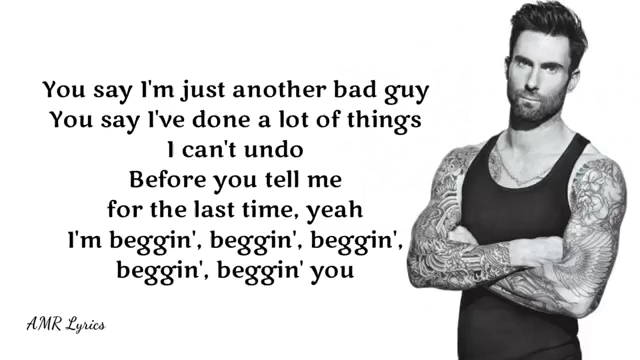 You say I'm just another bad guy
You say I've done a lot of things
I can't undo
Before you tell me
for the last time, yeah
I'm beggin', beggin', beggin',
beggin', beggin' you
AMR Lyrics